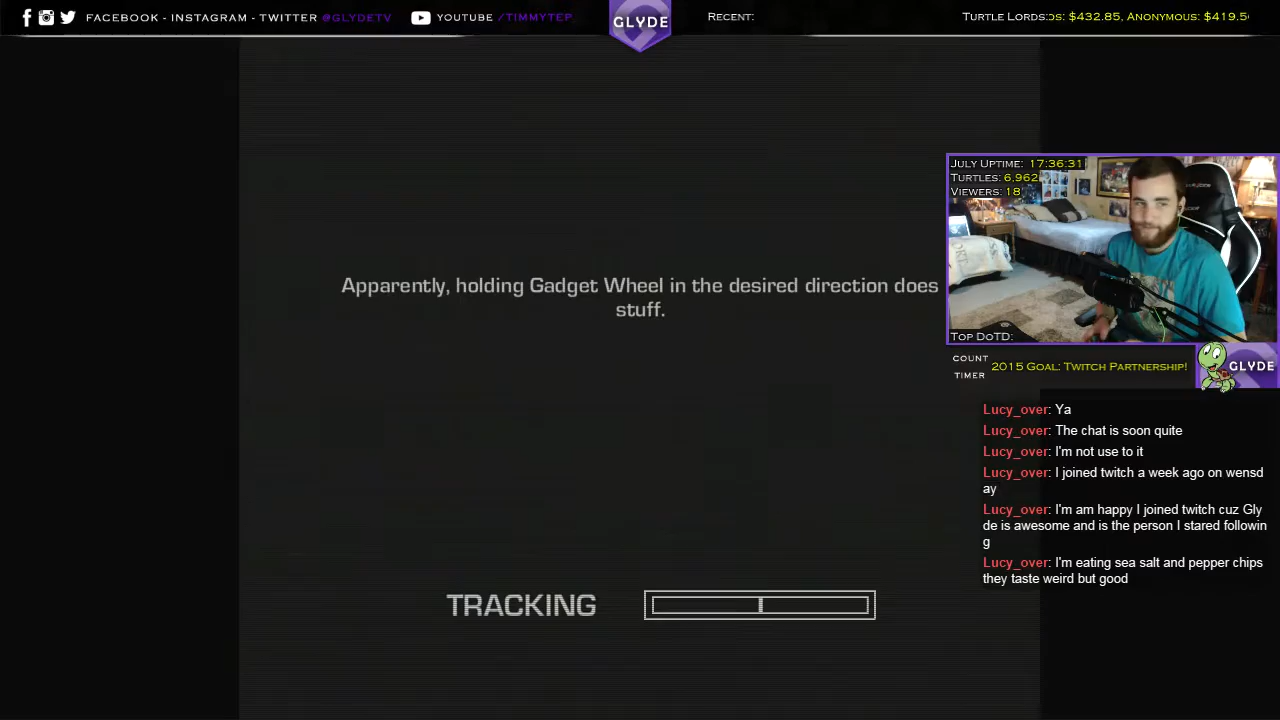 FACEBOOK - INSTAGRAM - TWITTER @GLYDETV
YOUTUBE /TIMMYTEP_
GLYDE
RECENT:
TURTLE LORDS: $432.85, ANONYMOUS: $419.5
JULY UPTIME: 17:36:31
TURTLES: 6,962
VIEWERS: 18
Apparently, holding Gadget Wheel in the desired direction does
stuff.
TOP DOTD:
COUNT
TIMER
2015 GOAL: TWITCH PARTNERSHIP!
GLYDE
Lucy_over: Ya
Lucy_over: The chat is soon quite
Lucy_over: I'm not use to it
Lucy_over: I joined twitch a week ago on wensd
ay
Lucy_over: I'm am happy I joined twitch cuz Gly
de is awesome and is the person I stared followin
g
Lucy_over: I'm eating sea salt and pepper chips
they taste weird but good
TRACKING